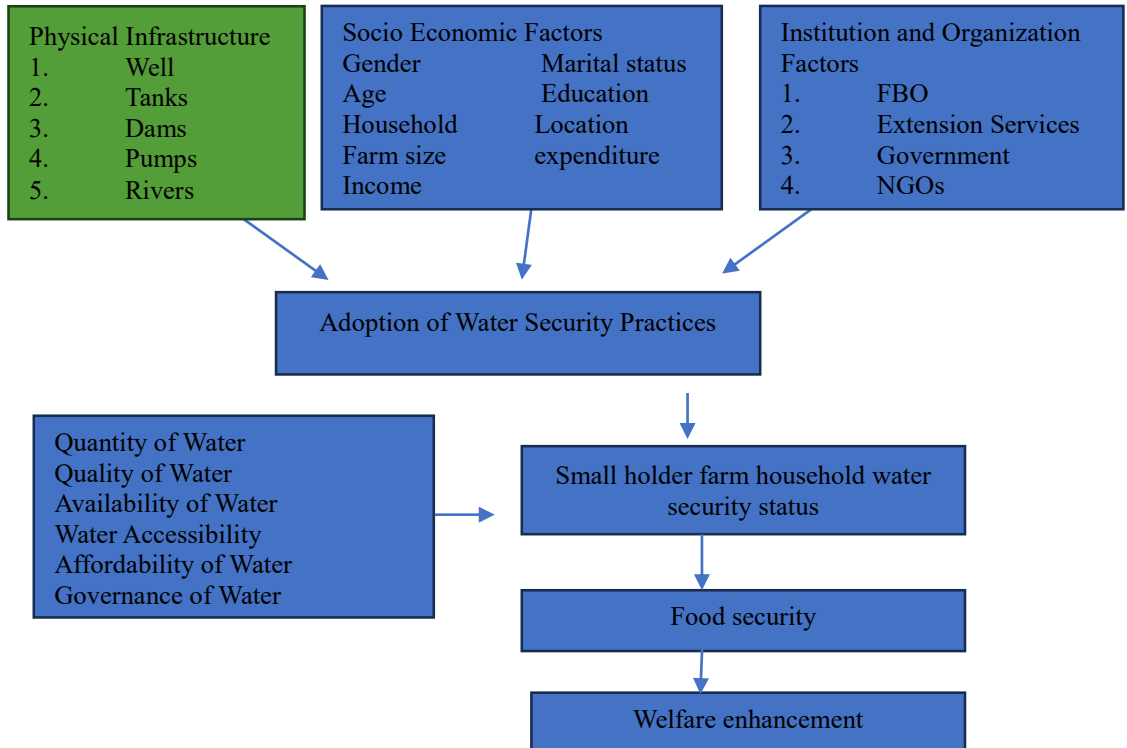 Physical Infrastructure
1. Well
2. Tanks
3. Dams
4. Pumps
5. Rivers
Socio Economic Factors
Gender Marital status
Age Education
Household Location
Farm size expenditure
Income
Institution and Organization
Factors
1. FBO
2. Extension Services
3. Government
4. NGOs
Adoption of Water Security Practices
Quantity of Water
Quality of Water
Availability of Water
Water Accessibility
Affordability of Water
Governance of Water
Small holder farm household water
security status
Food security
Welfare enhancement